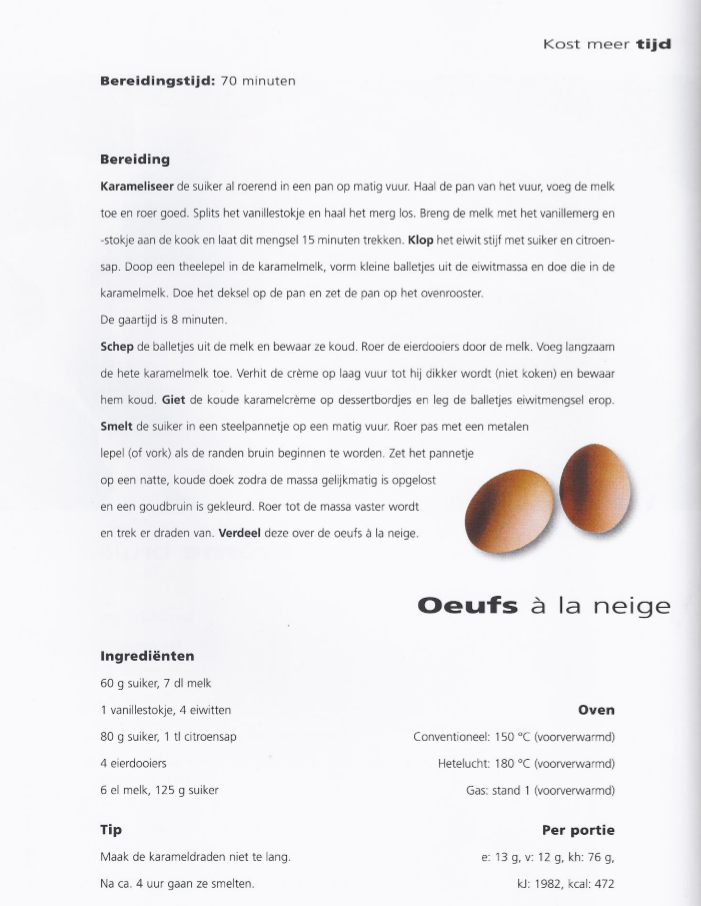 Kost meer tijd
Bereidingstijd: 70 minuten
Bereiding
Karameliseer de suiker al roerend in een pan op matig vuur. Haal de pan van het vuur, voeg de melk
toe en roer goed. Splits het vanillestokje en haal het merg los. Breng de melk met het vanillemerg en
-stokje aan de kook en laat dit mengsel 15 minuten trekken. Klop het eiwit stijf met suiker en citroen-
sap. Doop een theelepel in de karamelmelk, vorm kleine balletjes uit de eiwitmassa en doe die in de
karamelmelk. Doe het deksel op de pan en zet de pan op het ovenrooster.
De gaartijd is 8 minuten.
Schep de balletjes uit de melk en bewaar ze koud. Roer de eierdooiers door de melk. Voeg langzaam
de hete karamelmelk toe. Verhit de crème op laag vuur tot hij dikker wordt (niet koken) en bewaar
hem koud. Giet de koude karamelcrème op dessertbordjes en leg de balletjes eiwitmengsel erop.
Smelt de suiker in een steelpannetje op een matig vuur. Roer pas met een metalen
lepel (of vork) als de randen bruin beginnen te worden. Zet het pannetje
op een natte, koude doek zodra de massa gelijkmatig is opgelost
en een goudbruin is gekleurd. Roer tot de massa vaster wordt
en trek er draden van. Verdeel deze over de oeufs à la neige.
Oeufs à la neige
Ingrediënten
60 g suiker, 7 dl melk
1 vanillestokje, 4 eiwitten
80 g suiker, 1 tl citroensap
4 eierdooiers
6 el melk, 125 g suiker
Oven
Conventioneel: 150 °C (voorverwarmd)
Hetelucht: 180 °C (voorverwarmd)
Gas: stand 1 (voorverwarmd)
Tip
Maak de karameldraden niet te lang.
Na ca. 4 uur gaan ze smelten.
Per portie
e: 13 g, v: 12 g, kh: 76 g,
kJ: 1982, kcal: 472